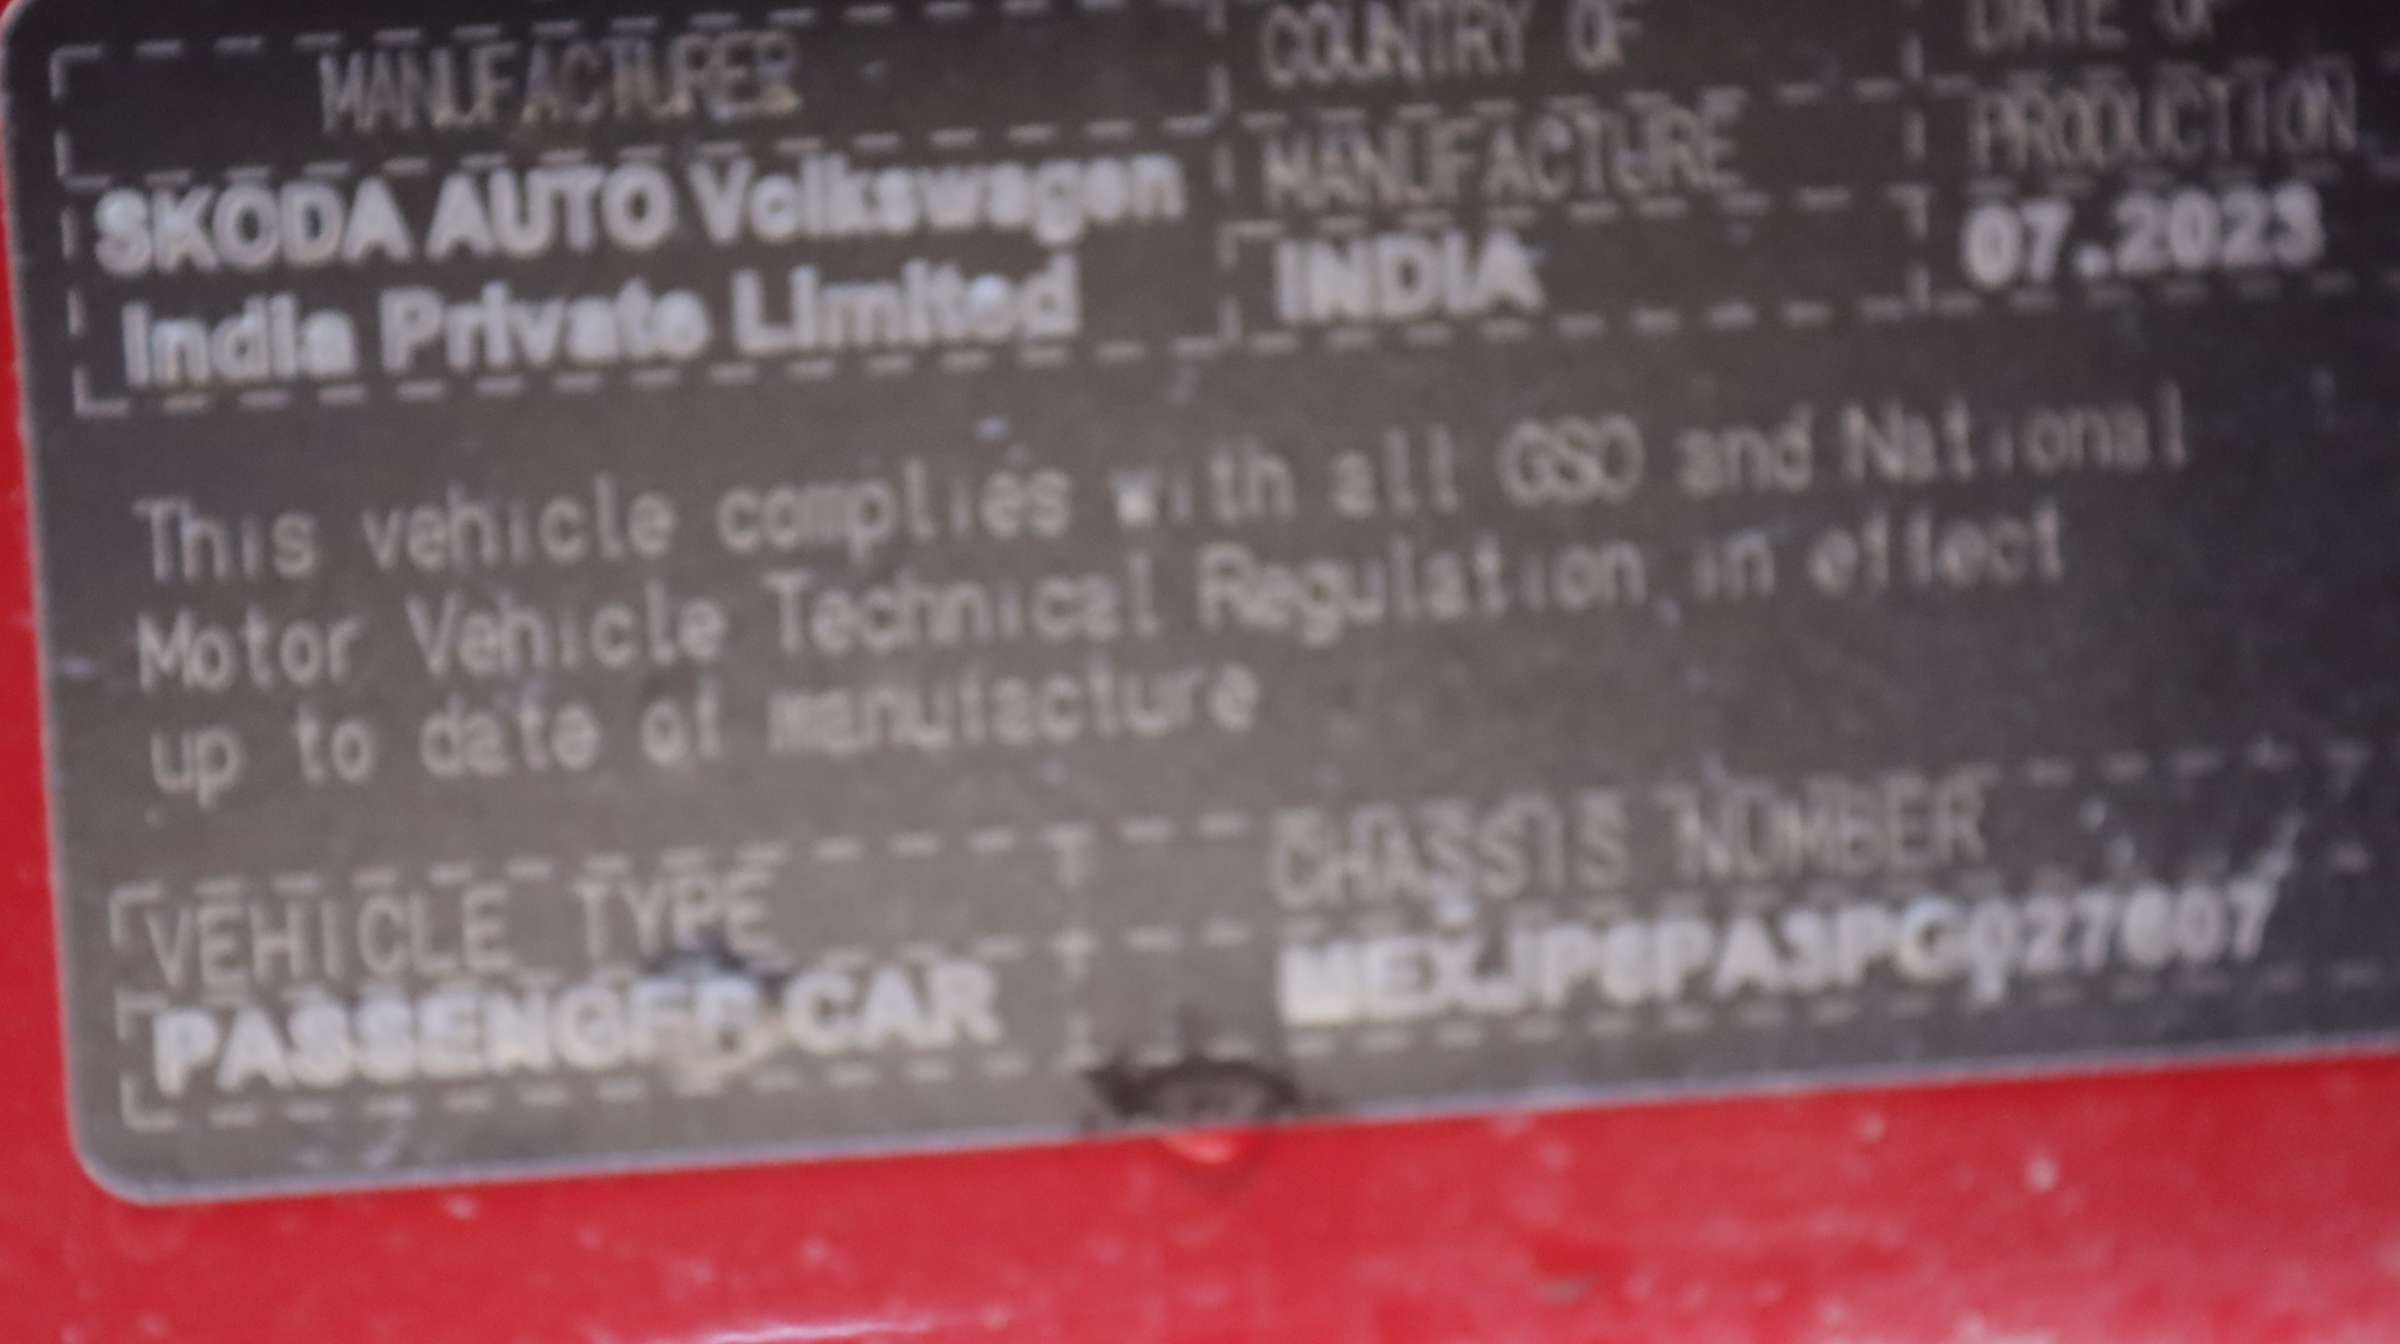 MANUFACTURER COUNTRY OF DATE OF
MANUFACTURE PRODUCTION
SKODA AUTO Volkswagen INDIA 07.2023
India Private Limited
This vehicle complies with all GSO and National
Motor Vehicle Technical Regulation, in effect
up to date of manufacture
VEHICLE TYPE CHASSIS NUMBER
PASSENGER CAR